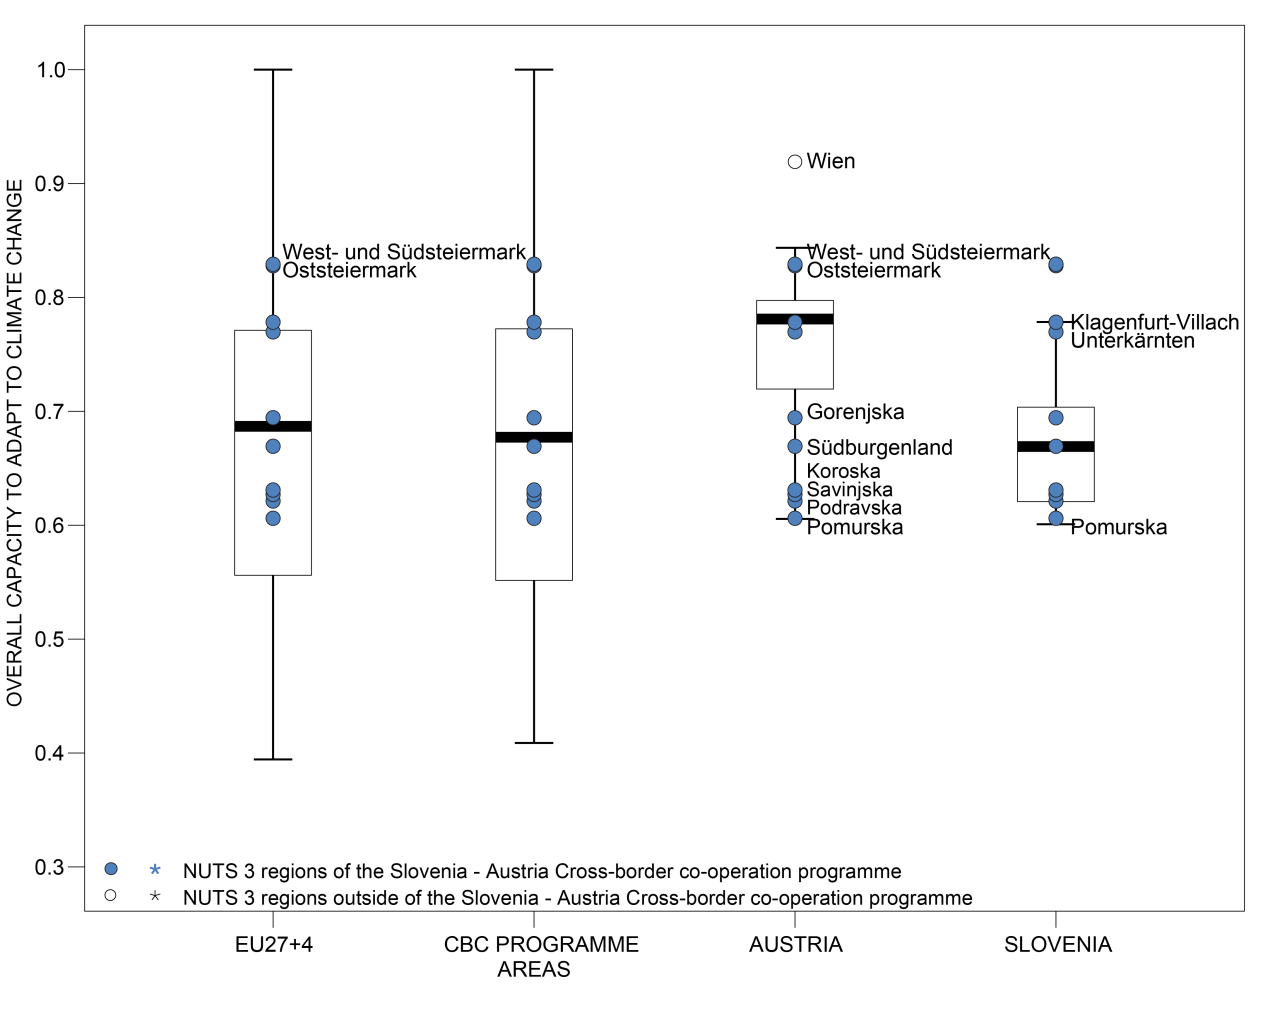 OVERALL CAPACITY TO ADAPT TO CLIMATE CHANGE
1.0
0.9
0.8
0.7
0.6
0.5
0.4
0.3
West- und Südsteiermark
Oststeiermark
Wien
West- und Südsteiermark
Oststeiermark
Gorenjska
Südburgenland
Koroska
Savinjska
Podravska
Pomurska
Klagenfurt-Villach
Unterkärnten
Pomurska
* NUTS 3 regions of the Slovenia - Austria Cross-border co-operation programme
* NUTS 3 regions outside of the Slovenia - Austria Cross-border co-operation programme
EU27+4
CBC PROGRAMME
AREAS
AUSTRIA
SLOVENIA